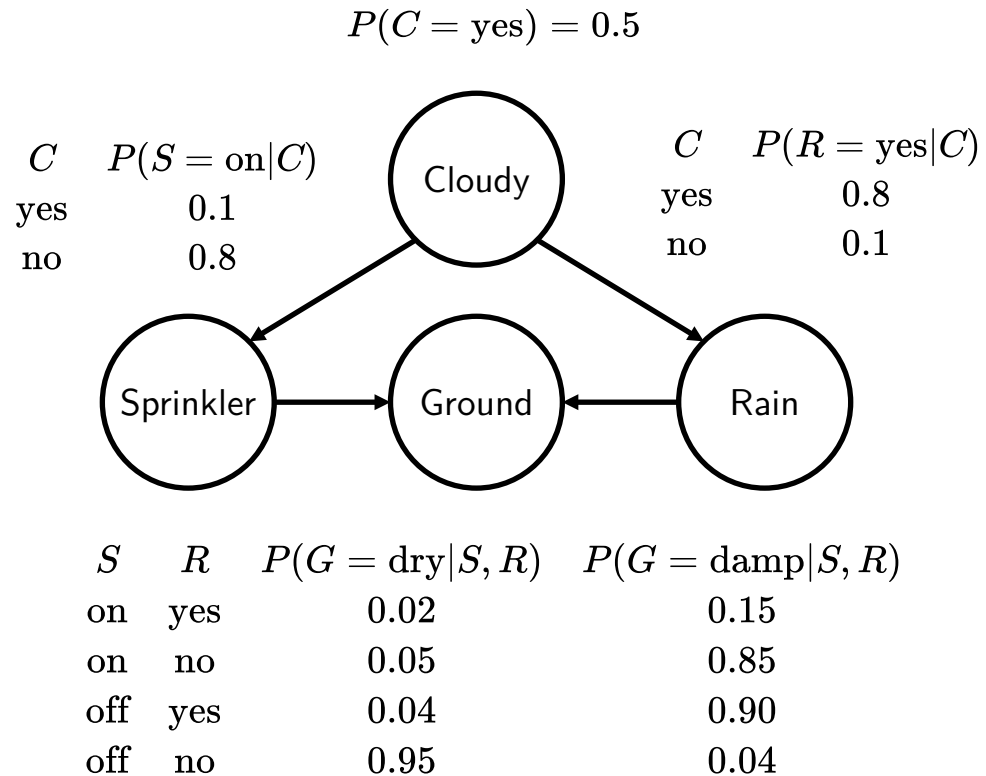 P(C = yes) = 0.5
C P(S = on|C)
yes 0.1
no 0.8
Cloudy
C P(R = yes|C)
yes 0.8
no 0.1
Sprinkler
Ground
Rain
S R P(G = dry|S, R) P(G = damp|S, R)
on yes 0.02 0.15
on no 0.05 0.85
off yes 0.04 0.90
off no 0.95 0.04